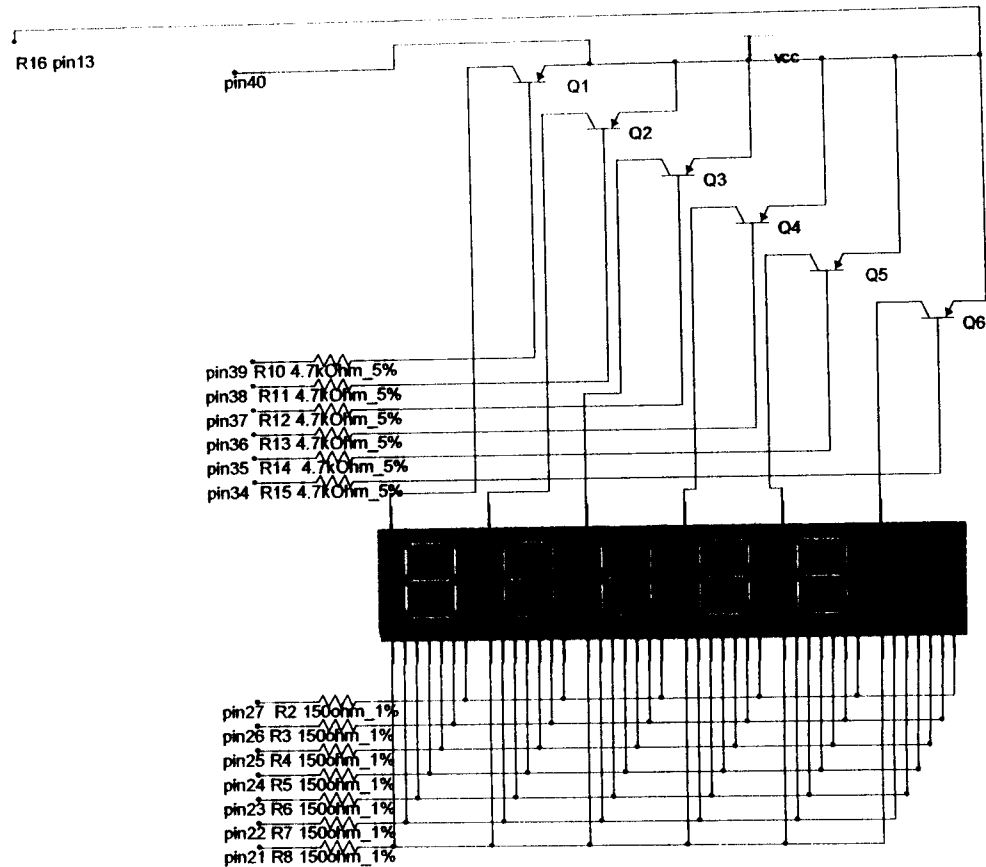 R16 pin13
pin40
Q1
VCC
Q2
Q3
Q4
Q5
Q6
pin39 R10 4.7kOhm_5%
pin38 R11 4.7kOhm_5%
pin37 R12 4.7kOhm_5%
pin36 R13 4.7kOhm_5%
pin35 R14 4.7kOhm_5%
pin34 R15 4.7kOhm_5%
pin27 R2 150ohm_1%
pin26 R3 150ohm_1%
pin25 R4 150ohm_1%
pin24 R5 150ohm_1%
pin23 R6 150ohm_1%
pin22 R7 150ohm_1%
pin21 R8 150ohm_1%